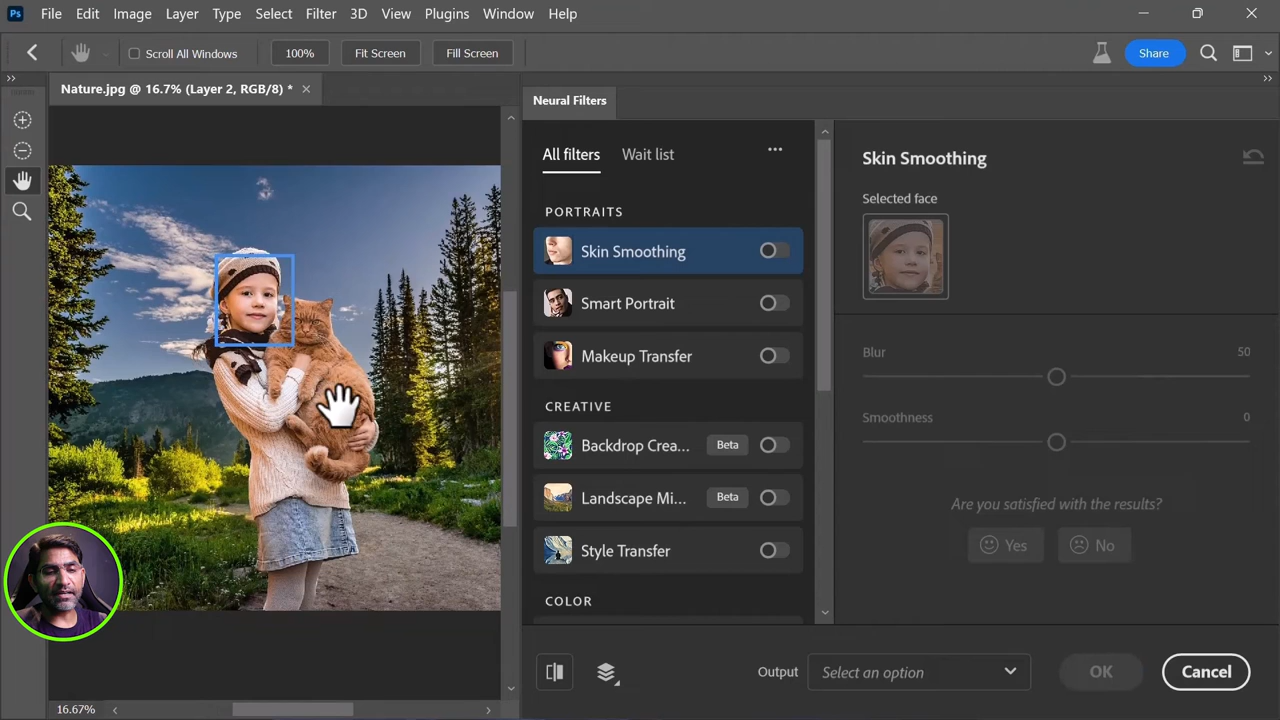 Ps File Edit Image Layer Type Select Filter 3D View Plugins Window Help
Scroll All Windows 100% Fit Screen Fill Screen Share
Nature.jpg @ 16.7% (Layer 2, RGB/8) *
Neural Filters
All filters Wait list
PORTRAITS
Skin Smoothing
Smart Portrait
Makeup Transfer
CREATIVE
Backdrop Crea... Beta
Landscape Mi... Beta
Style Transfer
COLOR
Skin Smoothing
Selected face
Blur 50
Smoothness 0
Are you satisfied with the results?
Yes No
Output Select an option OK Cancel
16.67%